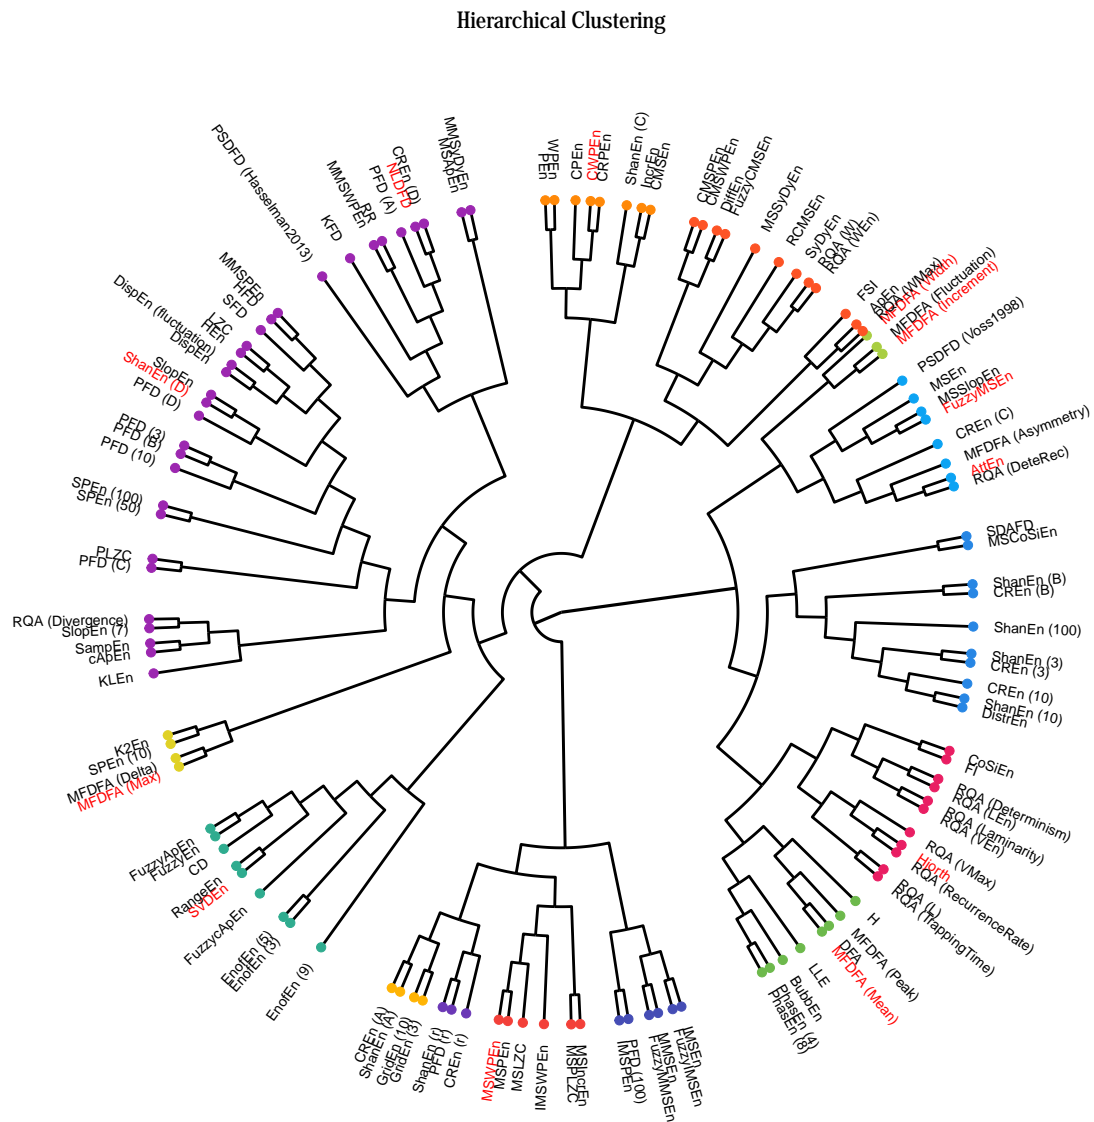 Hierarchical Clustering
PEn
WPEn
CPEn
CWPEn
CRPEn
ShanEn (C)
IncrEn
CMSEn
CMSPEn
CMSWPEn
DiffEn
FuzzyCMSEn
MSSyDyEn
RCMSEn
SyDyEn
RQA (W)
RQA (WEn)
FSI
ApEn
RQA (WMax)
MFDFA (Width)
MFDFA (Fluctuation)
MFDFA (Increment)
PSDFD (Voss1998)
MSEn
MSSlopEn
FuzzyMSEn
CREn (C)
MFDFA (Asymmetry)
AttEn
RQA (DeteRec)
SDAFD
MSCoSiEn
ShanEn (B)
CREn (B)
ShanEn (100)
ShanEn (3)
CREn (3)
CREn (10)
ShanEn (10)
DistrEn
CoSiEn
FI
RQA (Determinism)
RQA (LEn)
RQA (Laminarity)
RQA (VEn)
RQA (VMax)
Hjorth
RQA (RecurrenceRate)
RQA (L)
RQA (TrappingTime)
H
MFDFA (Peak)
DFA
MFDFA (Mean)
LLE
BubbEn
PhasEn (4)
PhasEn (8)
IMSEn
FuzzyIMSEn
MMSEn
FuzzyMMSEn
PFD (100)
IMSPEn
MSIncrEn
MSPLZC
IMSWPEn
MSLZC
MSPEn
MSWPEn
CREn (r)
PFD (r)
ShanEn (r)
GridEn (3)
GridEn (10)
ShanEn (A)
CREn (A)
EnofEn (9)
EnofEn (3)
EnofEn (5)
FuzzycApEn
SVDEn
RangeEn
CD
FuzzyEn
FuzzyApEn
MFDFA (Max)
MFDFA (Delta)
SPEn (10)
K2En
KLEn
cApEn
SampEn
SlopEn (7)
RQA (Divergence)
PFD (C)
PLZC
SPEn (50)
SPEn (100)
PFD (10)
PFD (B)
PFD (3)
PFD (D)
ShanEn (D)
SlopEn
DispEn
DispEn (fluctuation)
HEn
LZC
SFD
HFD
MMSPEn
PSDFD (Hasselman2013)
KFD
MMSWPEn
RR
PFD (A)
NLDFD
CREn (D)
MSApEn
MMSyDyEn